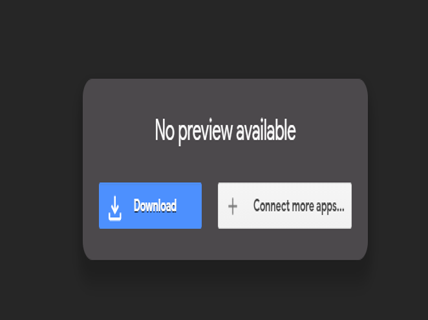 No preview available
Download
Connect more apps...